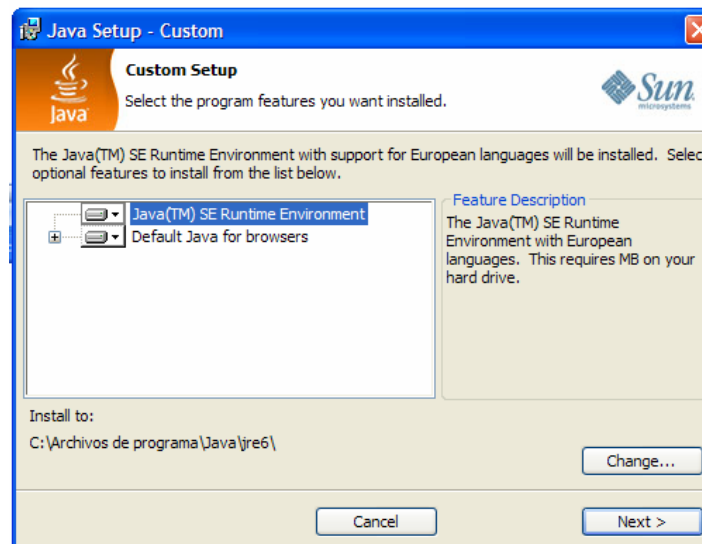 Java Setup - Custom
Java
Custom Setup
Select the program features you want installed.
Sun
microsystems
The Java(TM) SE Runtime Environment with support for European languages will be installed.
optional features to install from the list below.
Java(TM) SE Runtime Environment
Default Java for browsers
Feature Description
The Java(TM) SE Runtime
Environment with European
languages. This requires MB on your
hard drive.
Install to:
C:\Archivos de programa\Java\jre6\
Change...
Cancel
Next >